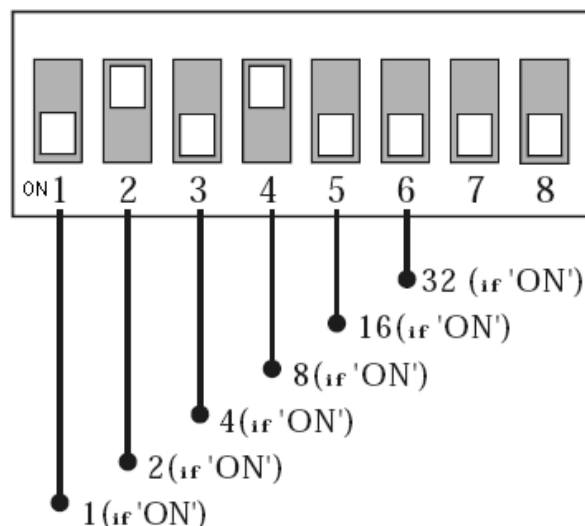 ON 1 2 3 4 5 6 7 8
32 (if 'ON')
16(if 'ON')
8(if 'ON')
4(if 'ON')
2(if 'ON')
1(if 'ON')